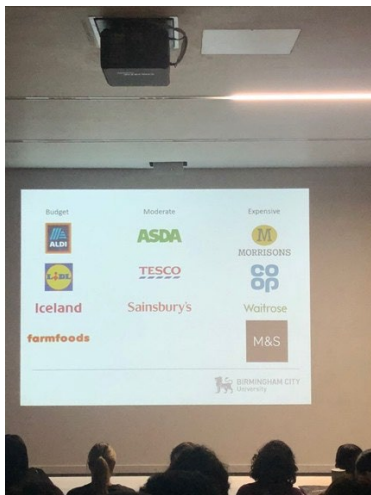 Budget Moderate Expensive
ALDI ASDA M
MORRISONS
LiDL TESCO CO
OP
Iceland Sainsbury's Waitrose
farmfoods M&S
BIRMINGHAM CITY
University